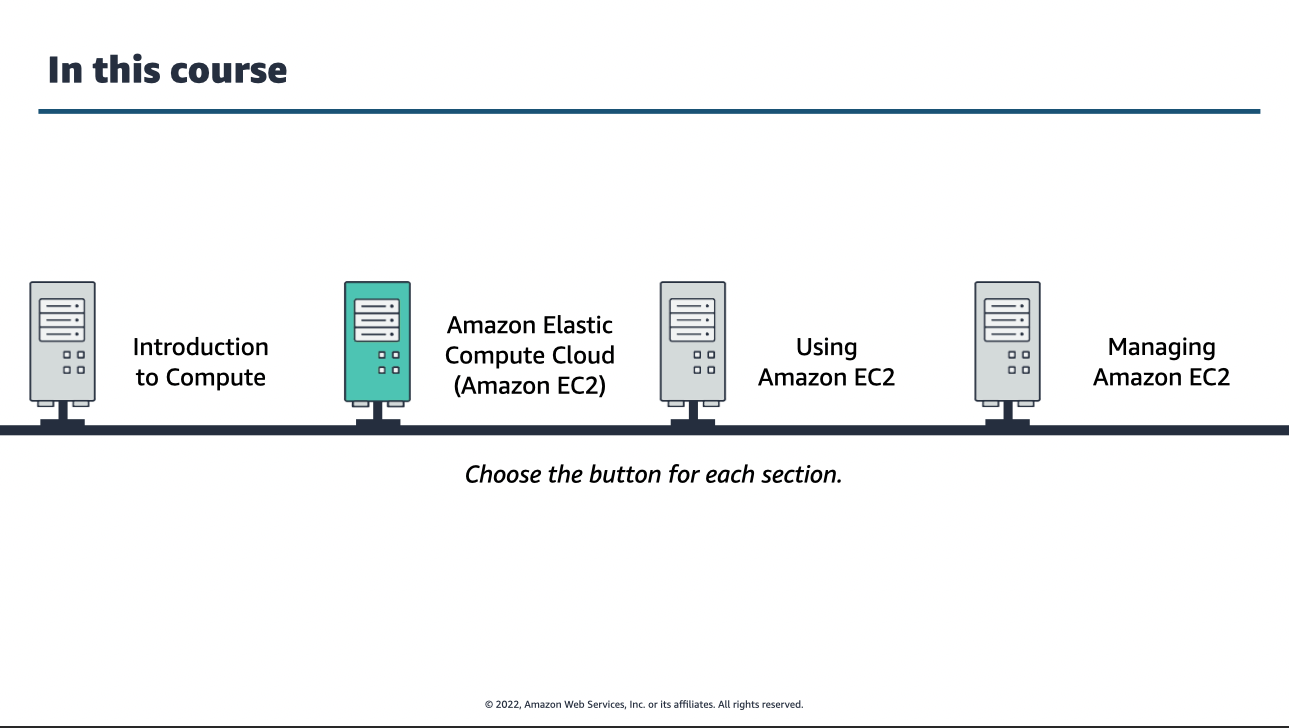 In this course
Introduction
to Compute
Amazon Elastic
Compute Cloud
(Amazon EC2)
Using
Amazon EC2
Managing
Amazon EC2
Choose the button for each section.
© 2022, Amazon Web Services, Inc. or its affiliates. All rights reserved.